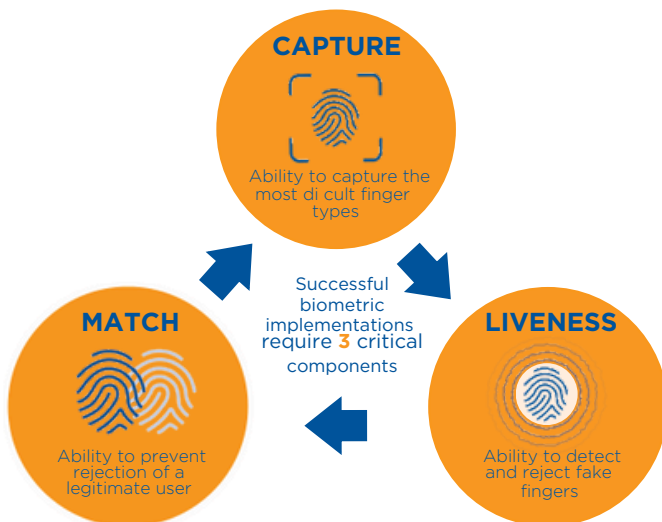 CAPTURE
Ability to capture the
most di cult finger
types
Successful
biometric
implementations
require 3 critical
components
MATCH
Ability to prevent
rejection of a
legitimate user
LIVENESS
Ability to detect
and reject fake
fingers